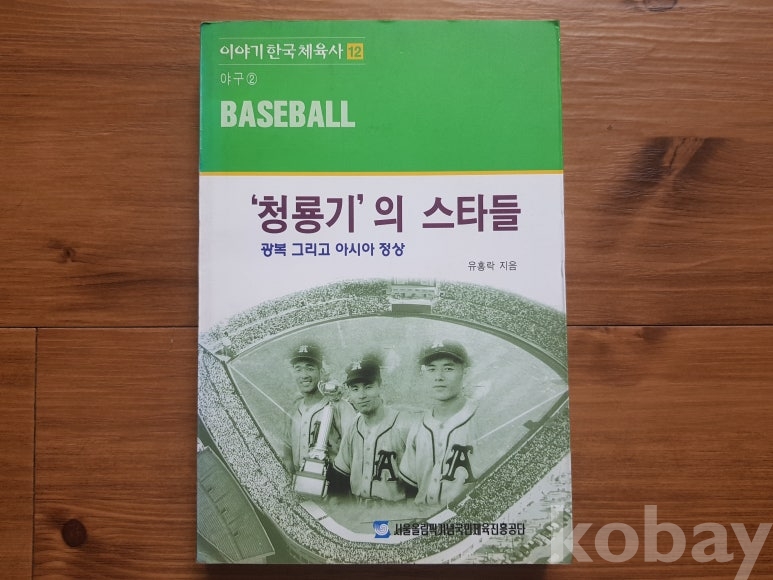 이야기 한국체육사 12
야구②
BASEBALL
'청룡기'의 스타들
광복 그리고 아시아 정상
유홍락 지음
A A A
서울올림픽기념국민체육진흥공단
kobay